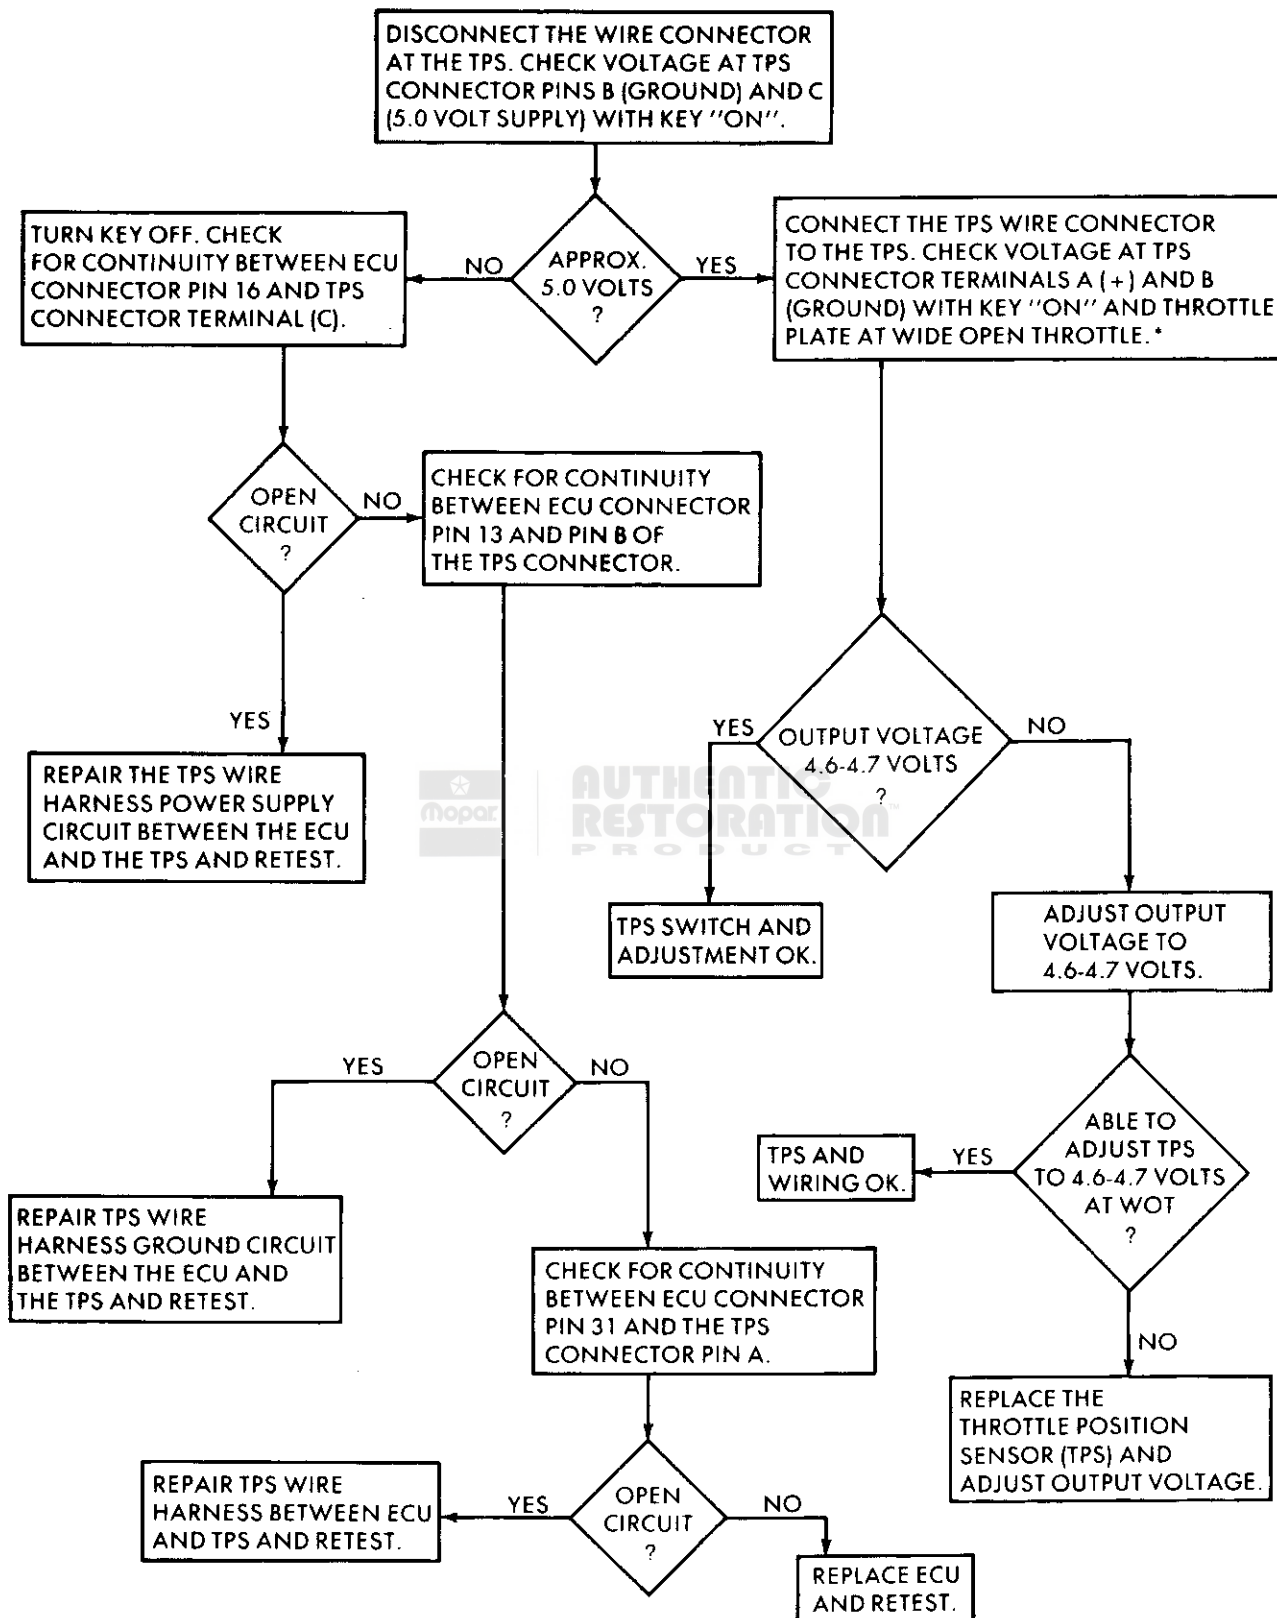 DISCONNECT THE WIRE CONNECTOR
AT THE TPS. CHECK VOLTAGE AT TPS
CONNECTOR PINS B (GROUND) AND C
(5.0 VOLT SUPPLY) WITH KEY "ON".
TURN KEY OFF. CHECK
FOR CONTINUITY BETWEEN ECU
CONNECTOR PIN 16 AND TPS
CONNECTOR TERMINAL (C).
NO
APPROX.
5.0 VOLTS
?
YES
CONNECT THE TPS WIRE CONNECTOR
TO THE TPS. CHECK VOLTAGE AT TPS
CONNECTOR TERMINALS A (+) AND B
(GROUND) WITH KEY "ON" AND THROTTLE
PLATE AT WIDE OPEN THROTTLE.*
OPEN
CIRCUIT
?
NO
CHECK FOR CONTINUITY
BETWEEN ECU CONNECTOR
PIN 13 AND PIN B OF
THE TPS CONNECTOR.
YES
REPAIR THE TPS WIRE
HARNESS POWER SUPPLY
CIRCUIT BETWEEN THE ECU
AND THE TPS AND RETEST.
YES
OUTPUT VOLTAGE
4.6-4.7 VOLTS
?
NO
Mopar
AUTHENTIC
RESTORATION™
PRODUCT
TPS SWITCH AND
ADJUSTMENT OK.
ADJUST OUTPUT
VOLTAGE TO
4.6-4.7 VOLTS.
YES
OPEN
CIRCUIT
?
NO
TPS AND
WIRING OK.
YES
ABLE TO
ADJUST TPS
TO 4.6-4.7 VOLTS
AT WOT
?
NO
REPAIR TPS WIRE
HARNESS GROUND CIRCUIT
BETWEEN THE ECU AND
THE TPS AND RETEST.
CHECK FOR CONTINUITY
BETWEEN ECU CONNECTOR
PIN 31 AND THE TPS
CONNECTOR PIN A.
REPLACE THE
THROTTLE POSITION
SENSOR (TPS) AND
ADJUST OUTPUT VOLTAGE.
REPAIR TPS WIRE
HARNESS BETWEEN ECU
AND TPS AND RETEST.
YES
OPEN
CIRCUIT
?
NO
REPLACE ECU
AND RETEST.